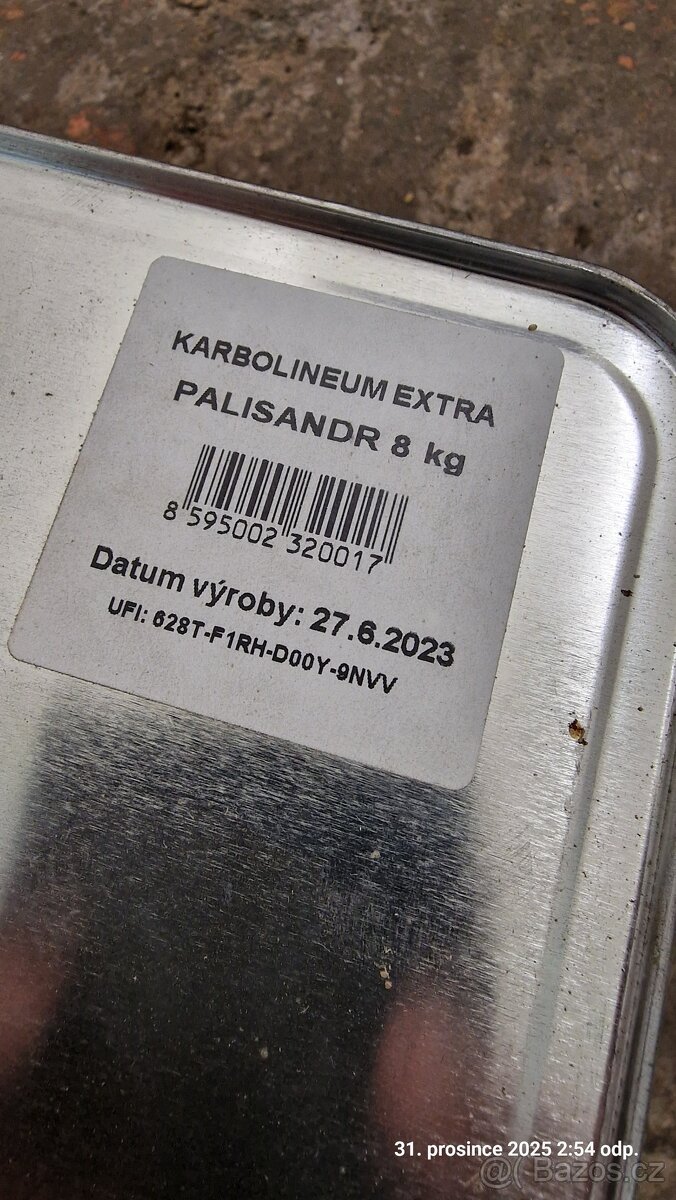 KARBOLINEUM EXTRA
PALISANDR 8 kg
8 595002 320017
Datum výroby: 27.6.2023
UFI: 628T-F1RH-D00Y-9NVV
31. prosince 2025 2:54 odp.
@( Bazos.cz